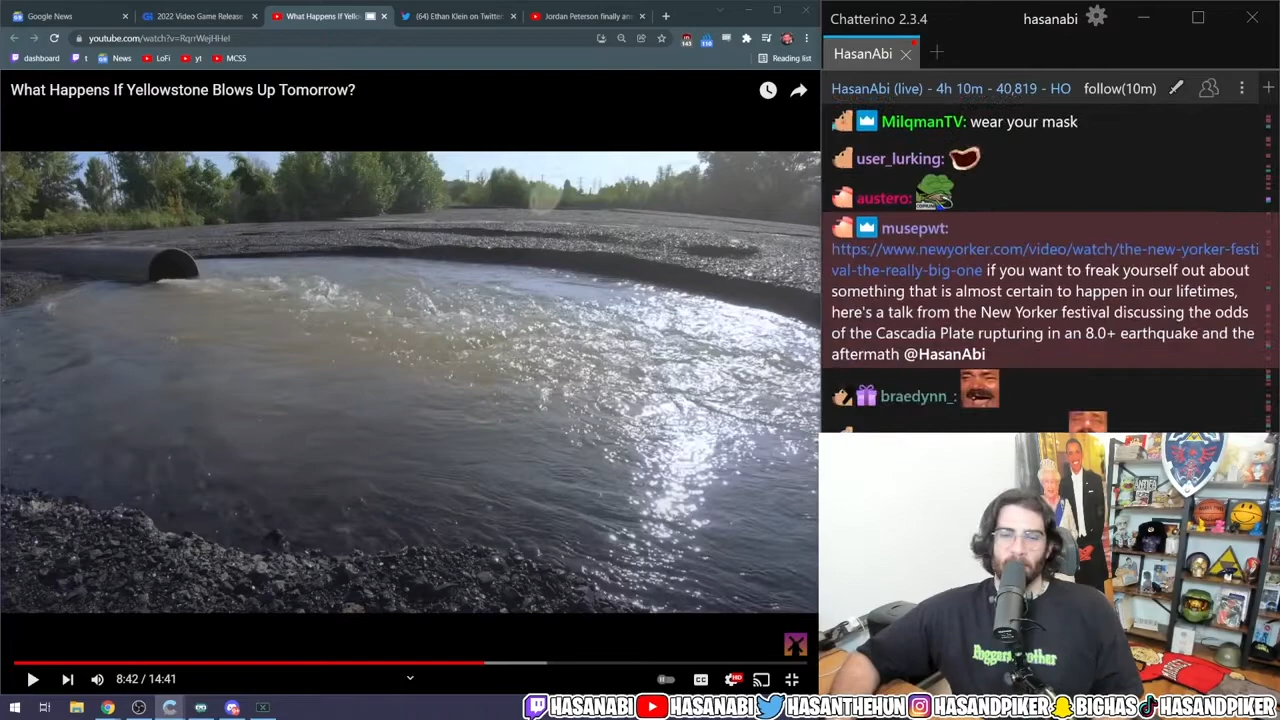 Google News
2022 Video Game Release
What Happens If Yello
(64) Ethan Klein on Twitter
Jordan Peterson finally an
youtube.com/watch?v=RqrrWejHHeI
dashboard
t
News
LoFi
yt
MCS5
Reading list
What Happens If Yellowstone Blows Up Tomorrow?
8:42 / 14:41
CC
HD
Chatterino 2.3.4
hasanabi
HasanAbi
HasanAbi (live) - 4h 10m - 40,819 - HO
follow(10m)
MilqmanTV: wear your mask
user_lurking:
austero:
musepwt:
https://www.newyorker.com/video/watch/the-new-yorker-festi
val-the-really-big-one if you want to freak yourself out about
something that is almost certain to happen in our lifetimes,
here's a talk from the New Yorker festival discussing the odds
of the Cascadia Plate rupturing in an 8.0+ earthquake and the
aftermath @HasanAbi
braedynn_:
HASANABI HASANABI HASANTHEHUN HASANDPIKER BIGHAS HASANDPIKER